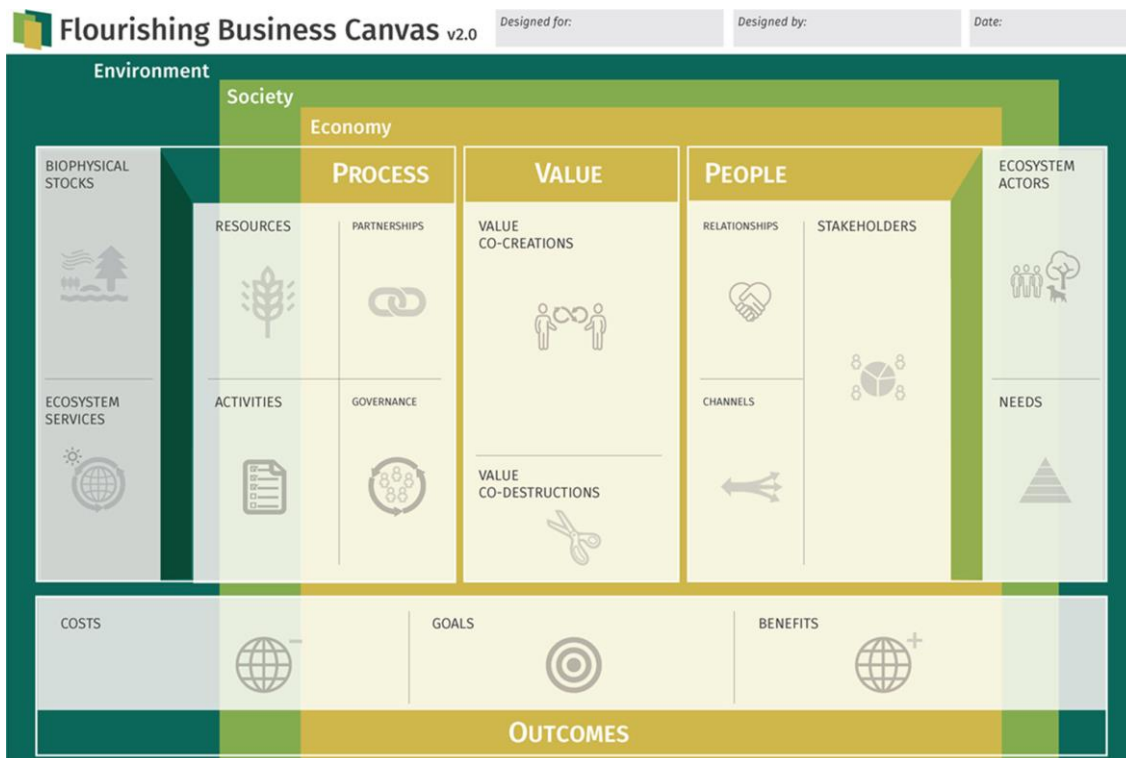 Flourishing Business Canvas v2.0
Designed for:
Designed by:
Date:
Environment
Society
Economy
BIOPHYSICAL
STOCKS
PROCESS
VALUE
PEOPLE
ECOSYSTEM
ACTORS
RESOURCES
PARTNERSHIPS
VALUE
CO-CREATIONS
RELATIONSHIPS
STAKEHOLDERS
ECOSYSTEM
SERVICES
ACTIVITIES
GOVERNANCE
VALUE
CO-DESTRUCTIONS
CHANNELS
NEEDS
COSTS
GOALS
BENEFITS
OUTCOMES